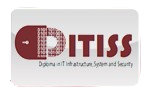 DITISS
Diploma in IT Infrastructure, System and Security